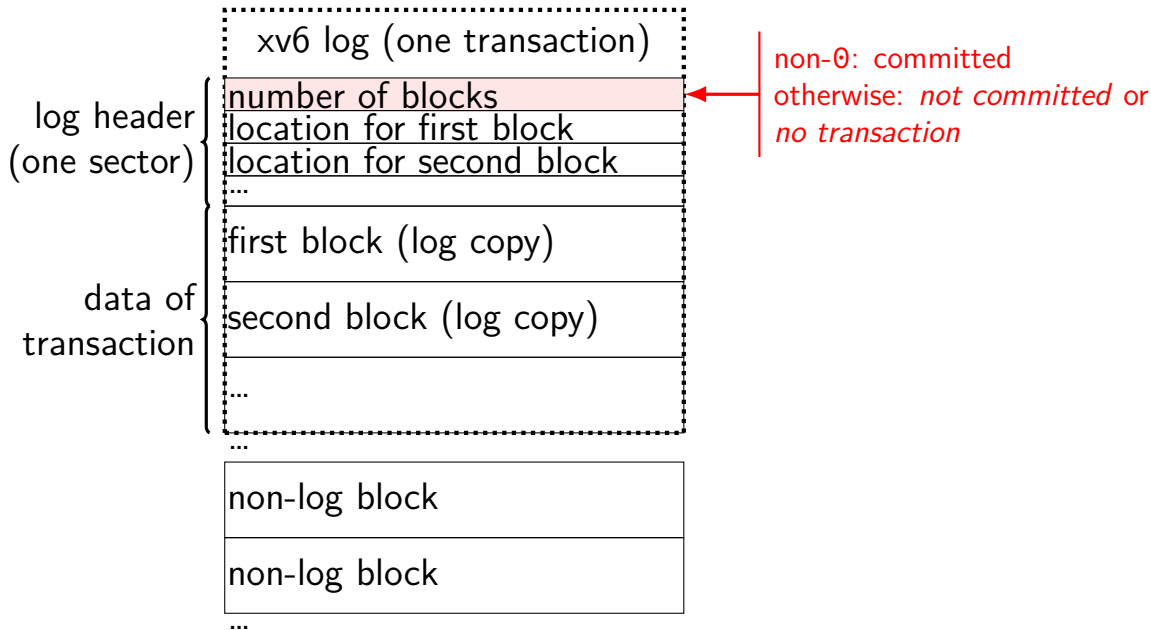 xv6 log (one transaction)
non-0: committed
otherwise: not committed or
no transaction
log header
(one sector)
number of blocks
location for first block
location for second block
...
data of
transaction
first block (log copy)
second block (log copy)
...
...
non-log block
non-log block
...